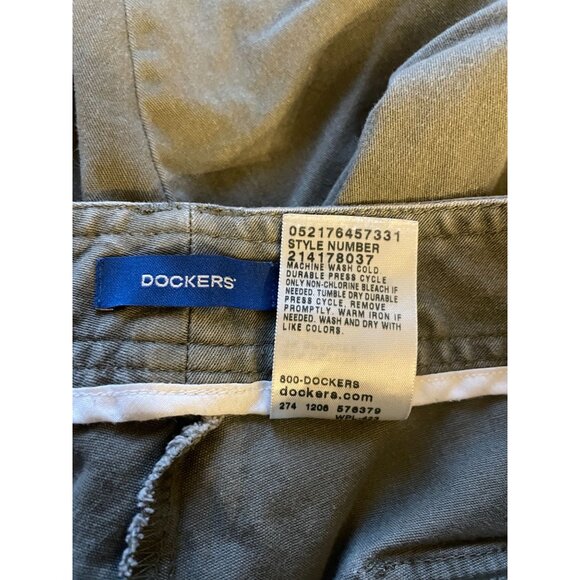 DOCKERS
052176457331
STYLE NUMBER
214178037
MACHINE WASH COLD
DURABLE PRESS CYCLE
ONLY NON-CHLORINE BLEACH IF
NEEDED. TUMBLE DRY DURABLE
PRESS CYCLE, REMOVE
PROMPTLY. WARM IRON IF
NEEDED. WASH AND DRY WITH
LIKE COLORS.
800-DOCKERS
dockers.com
274 1206 576379